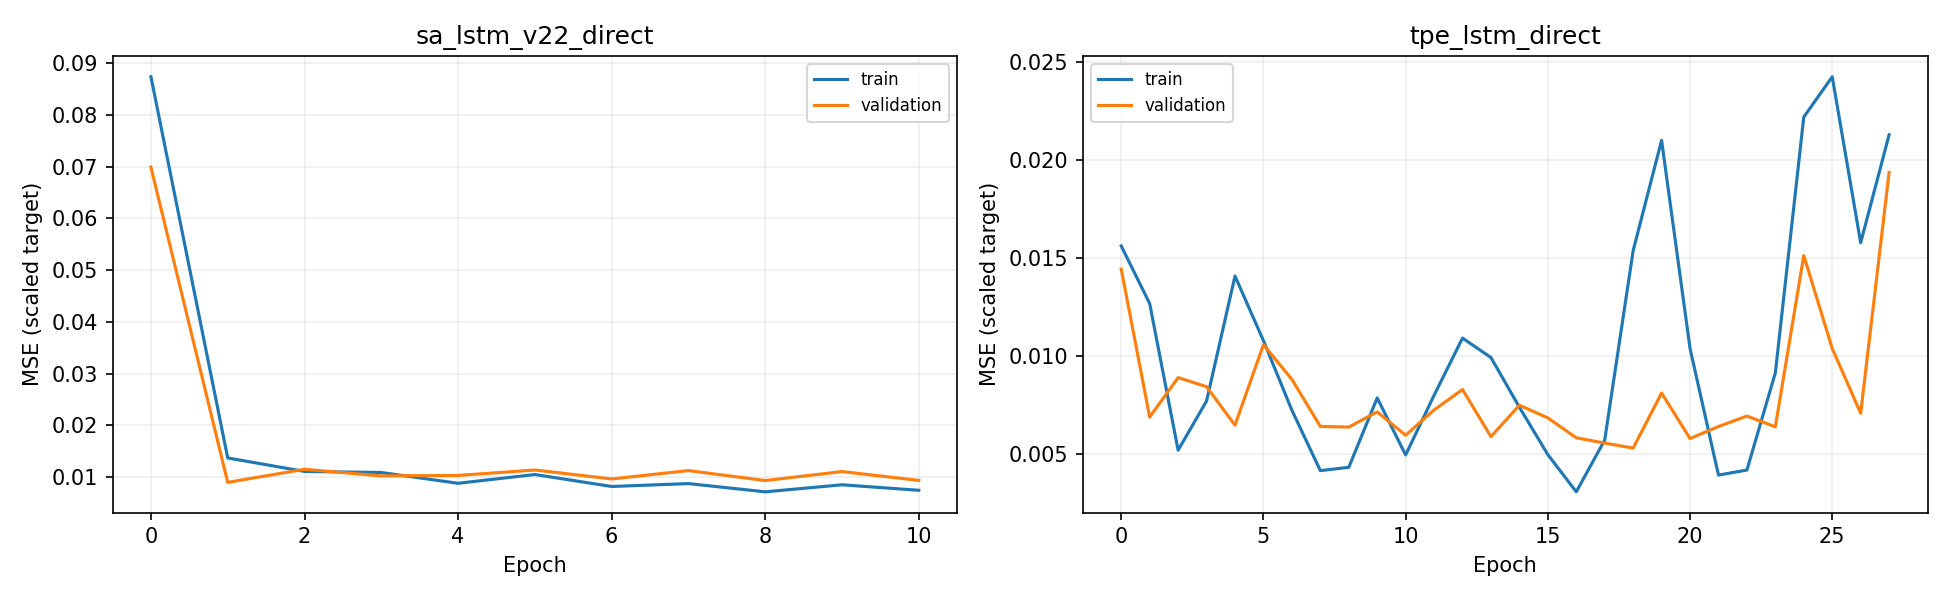 sa_lstm_v22_direct
MSE (scaled target)
0.09
0.08
0.07
0.06
0.05
0.04
0.03
0.02
0.01
train
validation
0 2 4 6 8 10
Epoch
tpe_lstm_direct
MSE (scaled target)
0.025
0.020
0.015
0.010
0.005
train
validation
0 5 10 15 20 25
Epoch